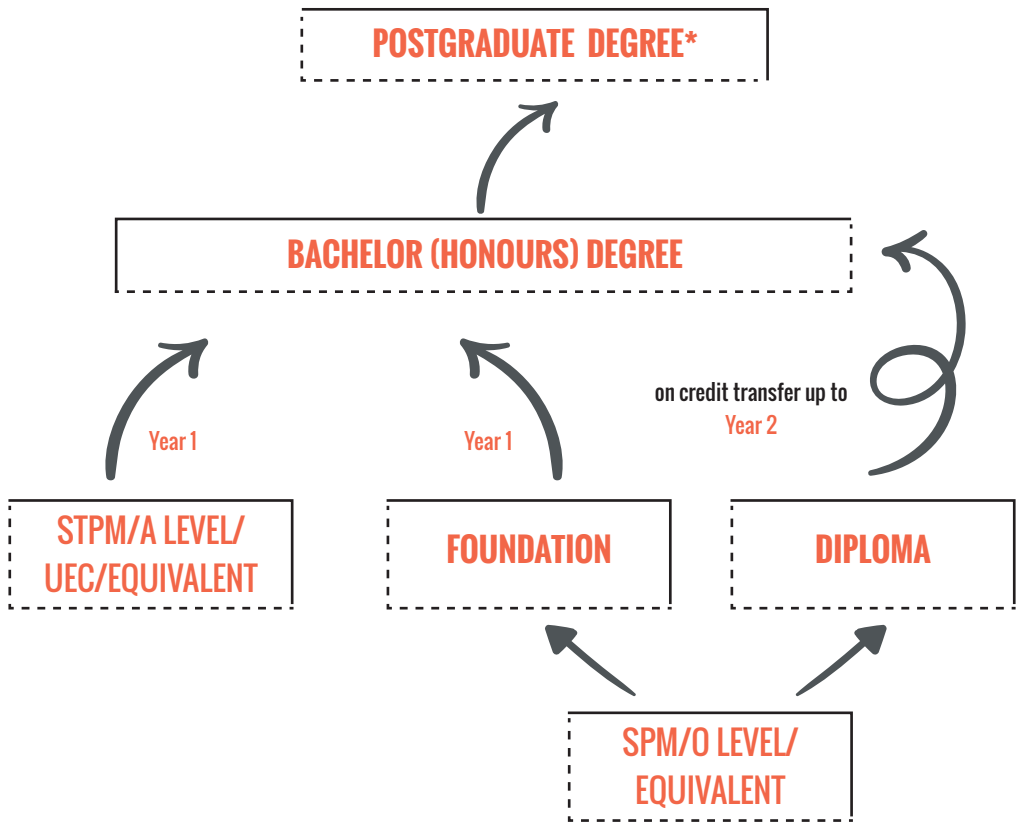 POSTGRADUATE DEGREE*
BACHELOR (HONOURS) DEGREE
on credit transfer up to
Year 2
Year 1
Year 1
STPM/A LEVEL/
UEC/EQUIVALENT
FOUNDATION
DIPLOMA
SPM/O LEVEL/
EQUIVALENT